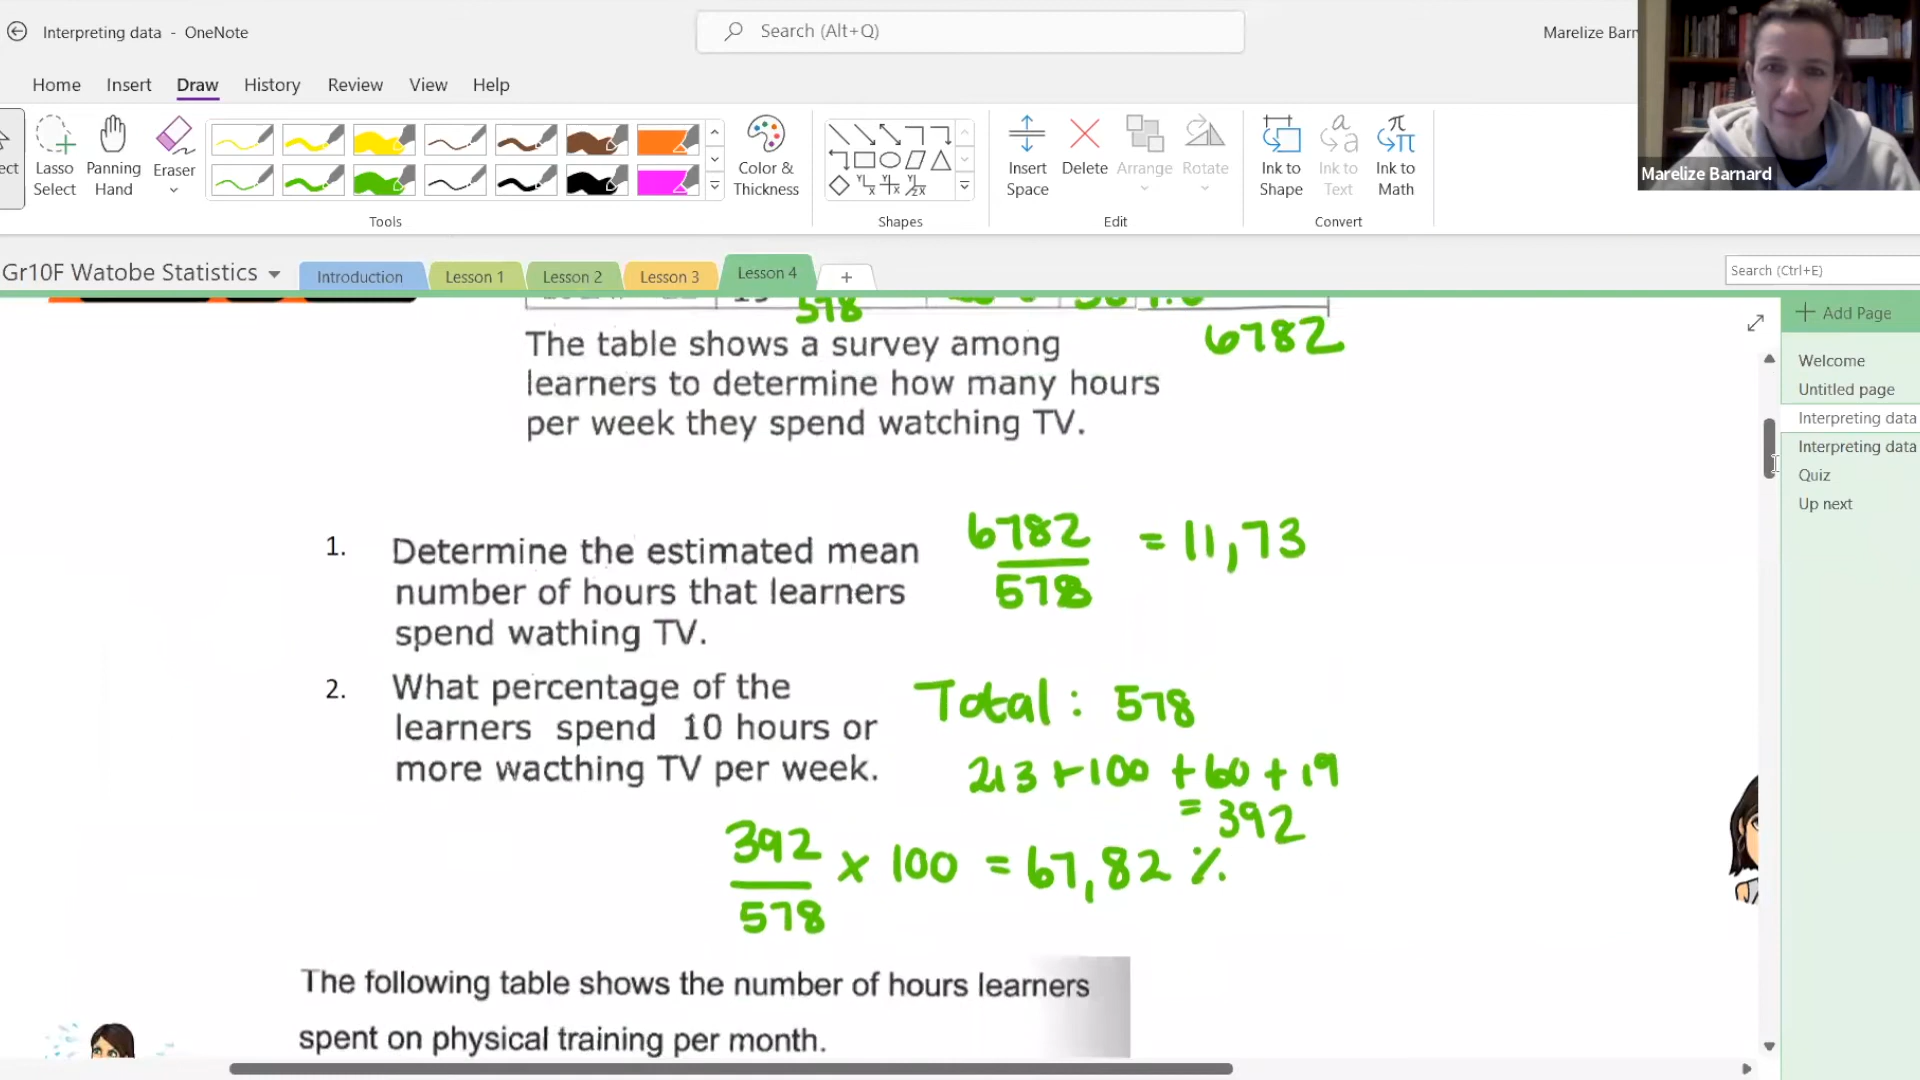 Interpreting data - OneNote
Search (Alt+Q)
Marelize Barn
Home Insert Draw History Review View Help
Lasso Select
Panning Hand
Eraser
Color & Thickness
Insert Space
Delete
Arrange
Rotate
Ink to Shape
Ink to Text
Ink to Math
Marelize Barnard
Tools
Shapes
Edit
Convert
Gr10F Watobe Statistics
Introduction
Lesson 1
Lesson 2
Lesson 3
Lesson 4
Search (Ctrl+E)
Add Page
Welcome
Untitled page
Interpreting data
Interpreting data
Quiz
Up next
578
6782
The table shows a survey among
learners to determine how many hours
per week they spend watching TV.
1. Determine the estimated mean
number of hours that learners
spend wathing TV.
6782
578
= 11,73
2. What percentage of the
learners spend 10 hours or
more wacthing TV per week.
Total : 578
213 + 100 + 60 + 19
= 392
392
578
x 100 = 67,82 %
The following table shows the number of hours learners
spent on physical training per month.